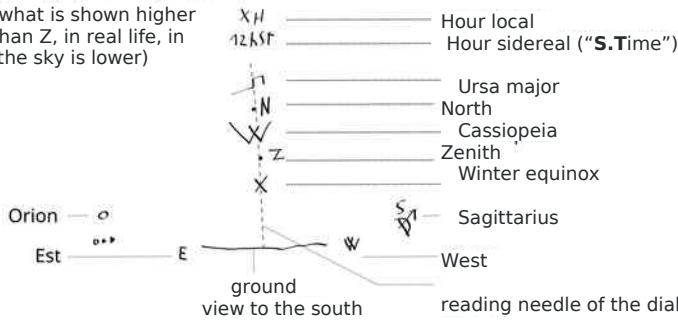 what is shown higher
than Z, in real life, in
the sky is lower)
XH Hour local
12hST Hour sidereal ("S.Time")
Ursa major
N North
Cassiopeia
Z Zenith
X Winter equinox
Orion
S Sagittarius
Est E W West
ground
view to the south
reading needle of the dial